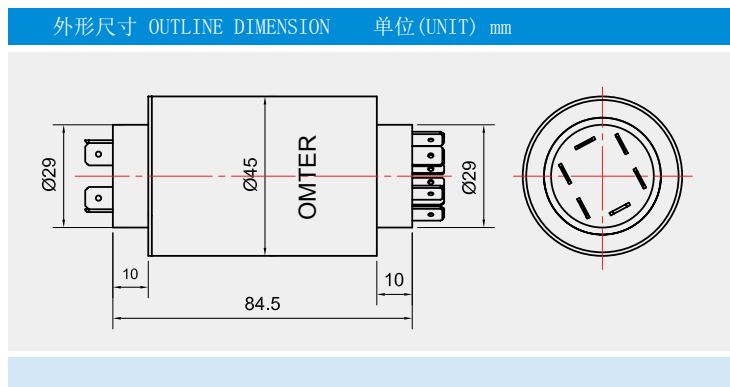 外形尺寸 OUTLINE DIMENSION 单位(UNIT) mm
Ø29
Ø45
OMTER
Ø29
10
10
84.5